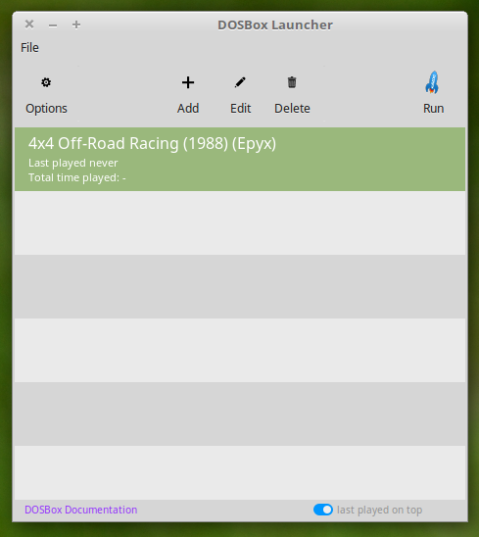 DOSBox Launcher
File
Options Add Edit Delete Run
4x4 Off-Road Racing (1988) (Epyx)
Last played never
Total time played: -
DOSBox Documentation last played on top